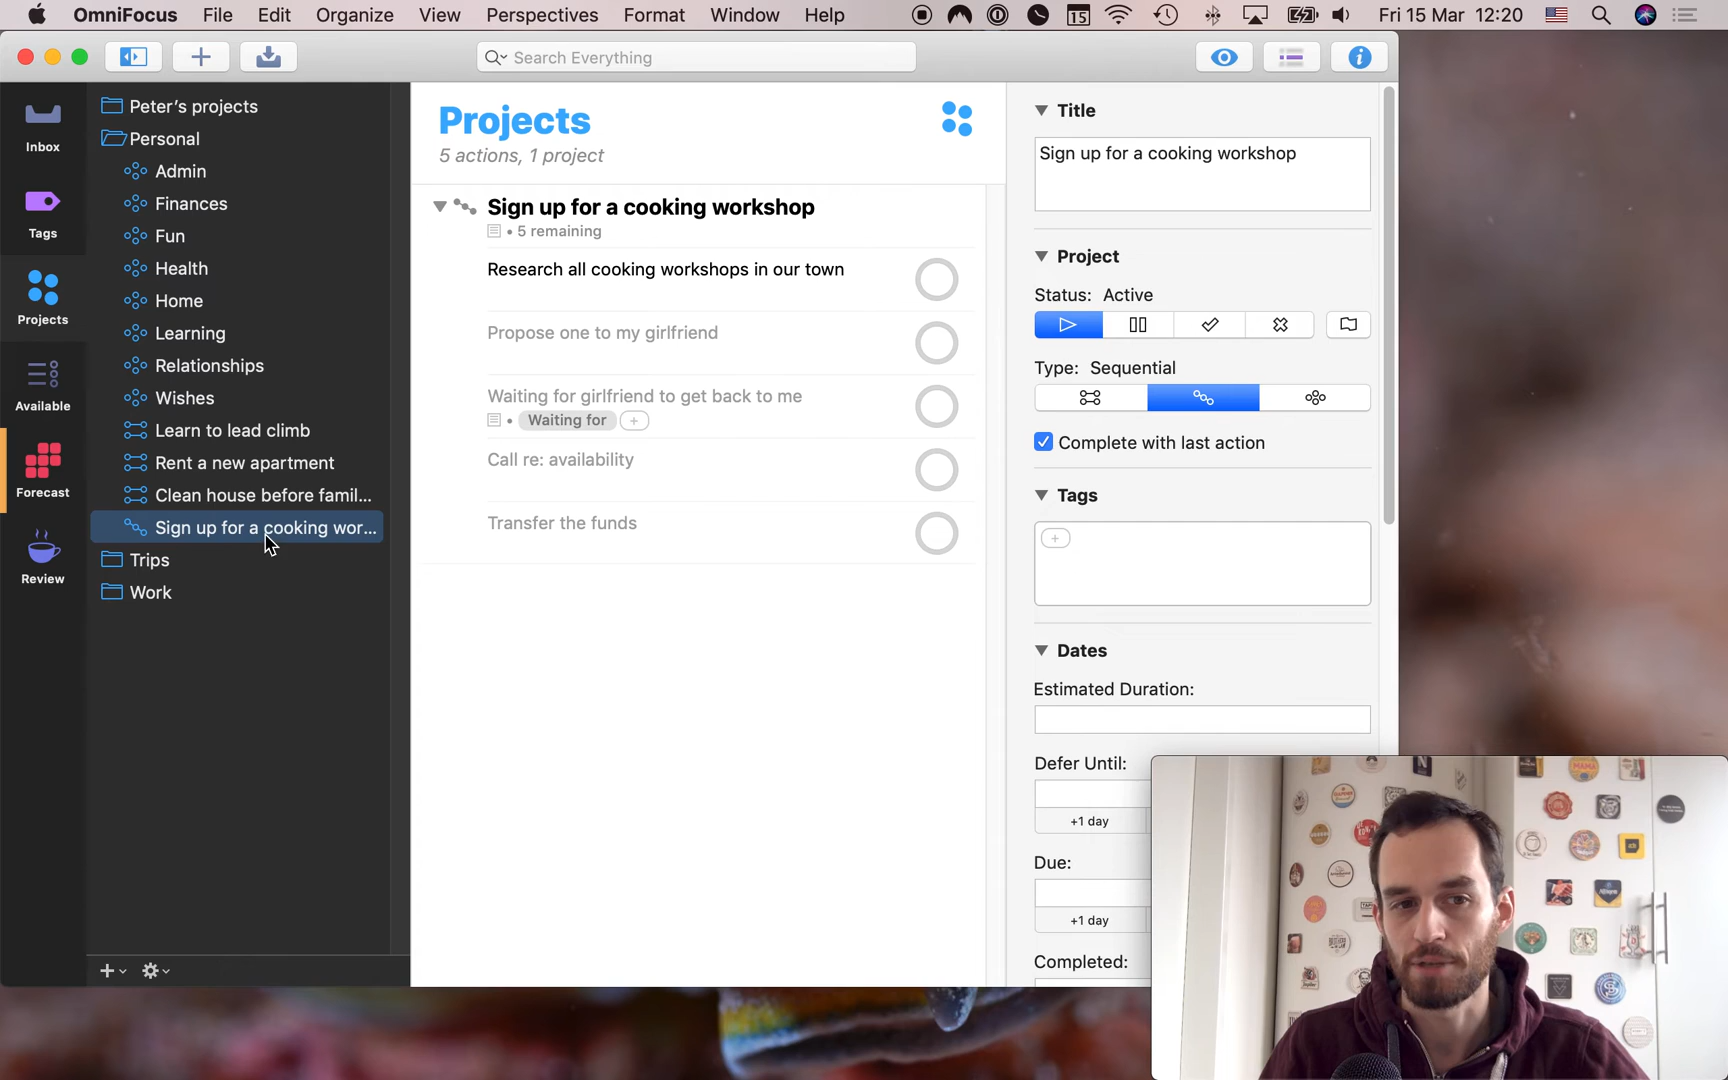 OmniFocus File Edit Organize View Perspectives Format Window Help 15 Fri 15 Mar 12:20
Search Everything
Inbox
Tags
Projects
Available
Forecast
Review
Peter's projects
Personal
Admin
Finances
Fun
Health
Home
Learning
Relationships
Wishes
Learn to lead climb
Rent a new apartment
Clean house before famil...
Sign up for a cooking wor...
Trips
Work
Projects
5 actions, 1 project
Sign up for a cooking workshop
• 5 remaining
Research all cooking workshops in our town
Propose one to my girlfriend
Waiting for girlfriend to get back to me
• Waiting for
Call re: availability
Transfer the funds
Title
Sign up for a cooking workshop
Project
Status: Active
Type: Sequential
Complete with last action
Tags
Dates
Estimated Duration:
Defer Until:
+1 day
Due:
+1 day
Completed: